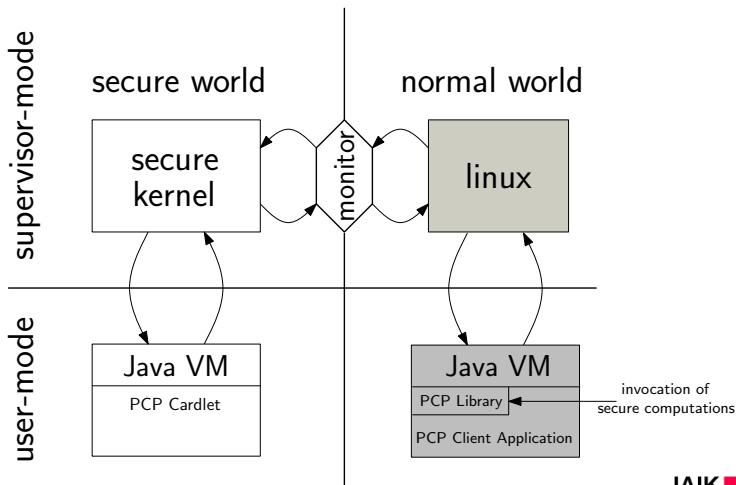 supervisor-mode
secure world
normal world
secure
kernel
monitor
linux
user-mode
Java VM
PCP Cardlet
Java VM
PCP Library
PCP Client Application
invocation of
secure computations